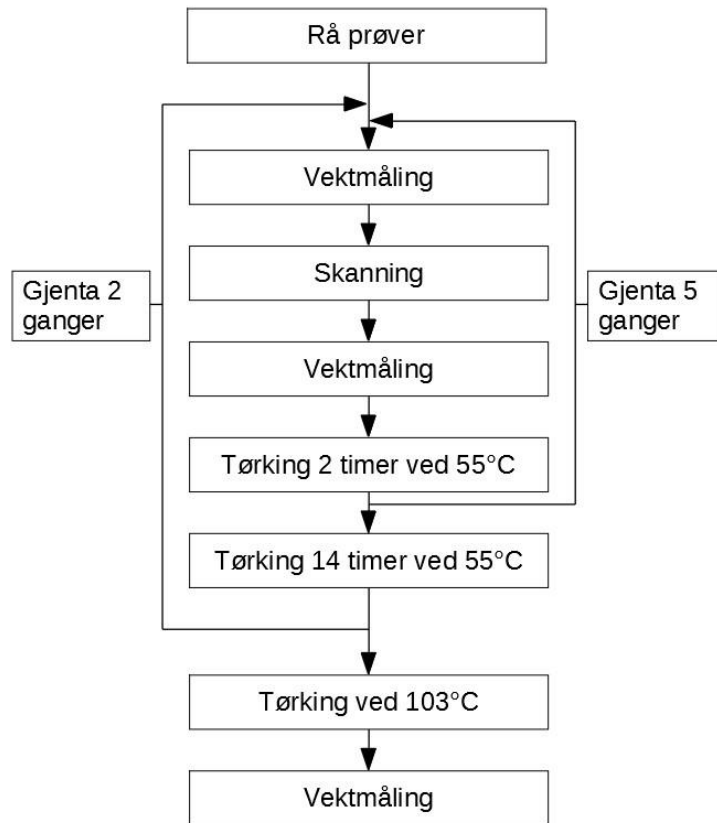 Rå prøver
Vektmåling
Skanning
Gjenta 2
ganger
Gjenta 5
ganger
Vektmåling
Tørking 2 timer ved 55°C
Tørking 14 timer ved 55°C
Tørking ved 103°C
Vektmåling